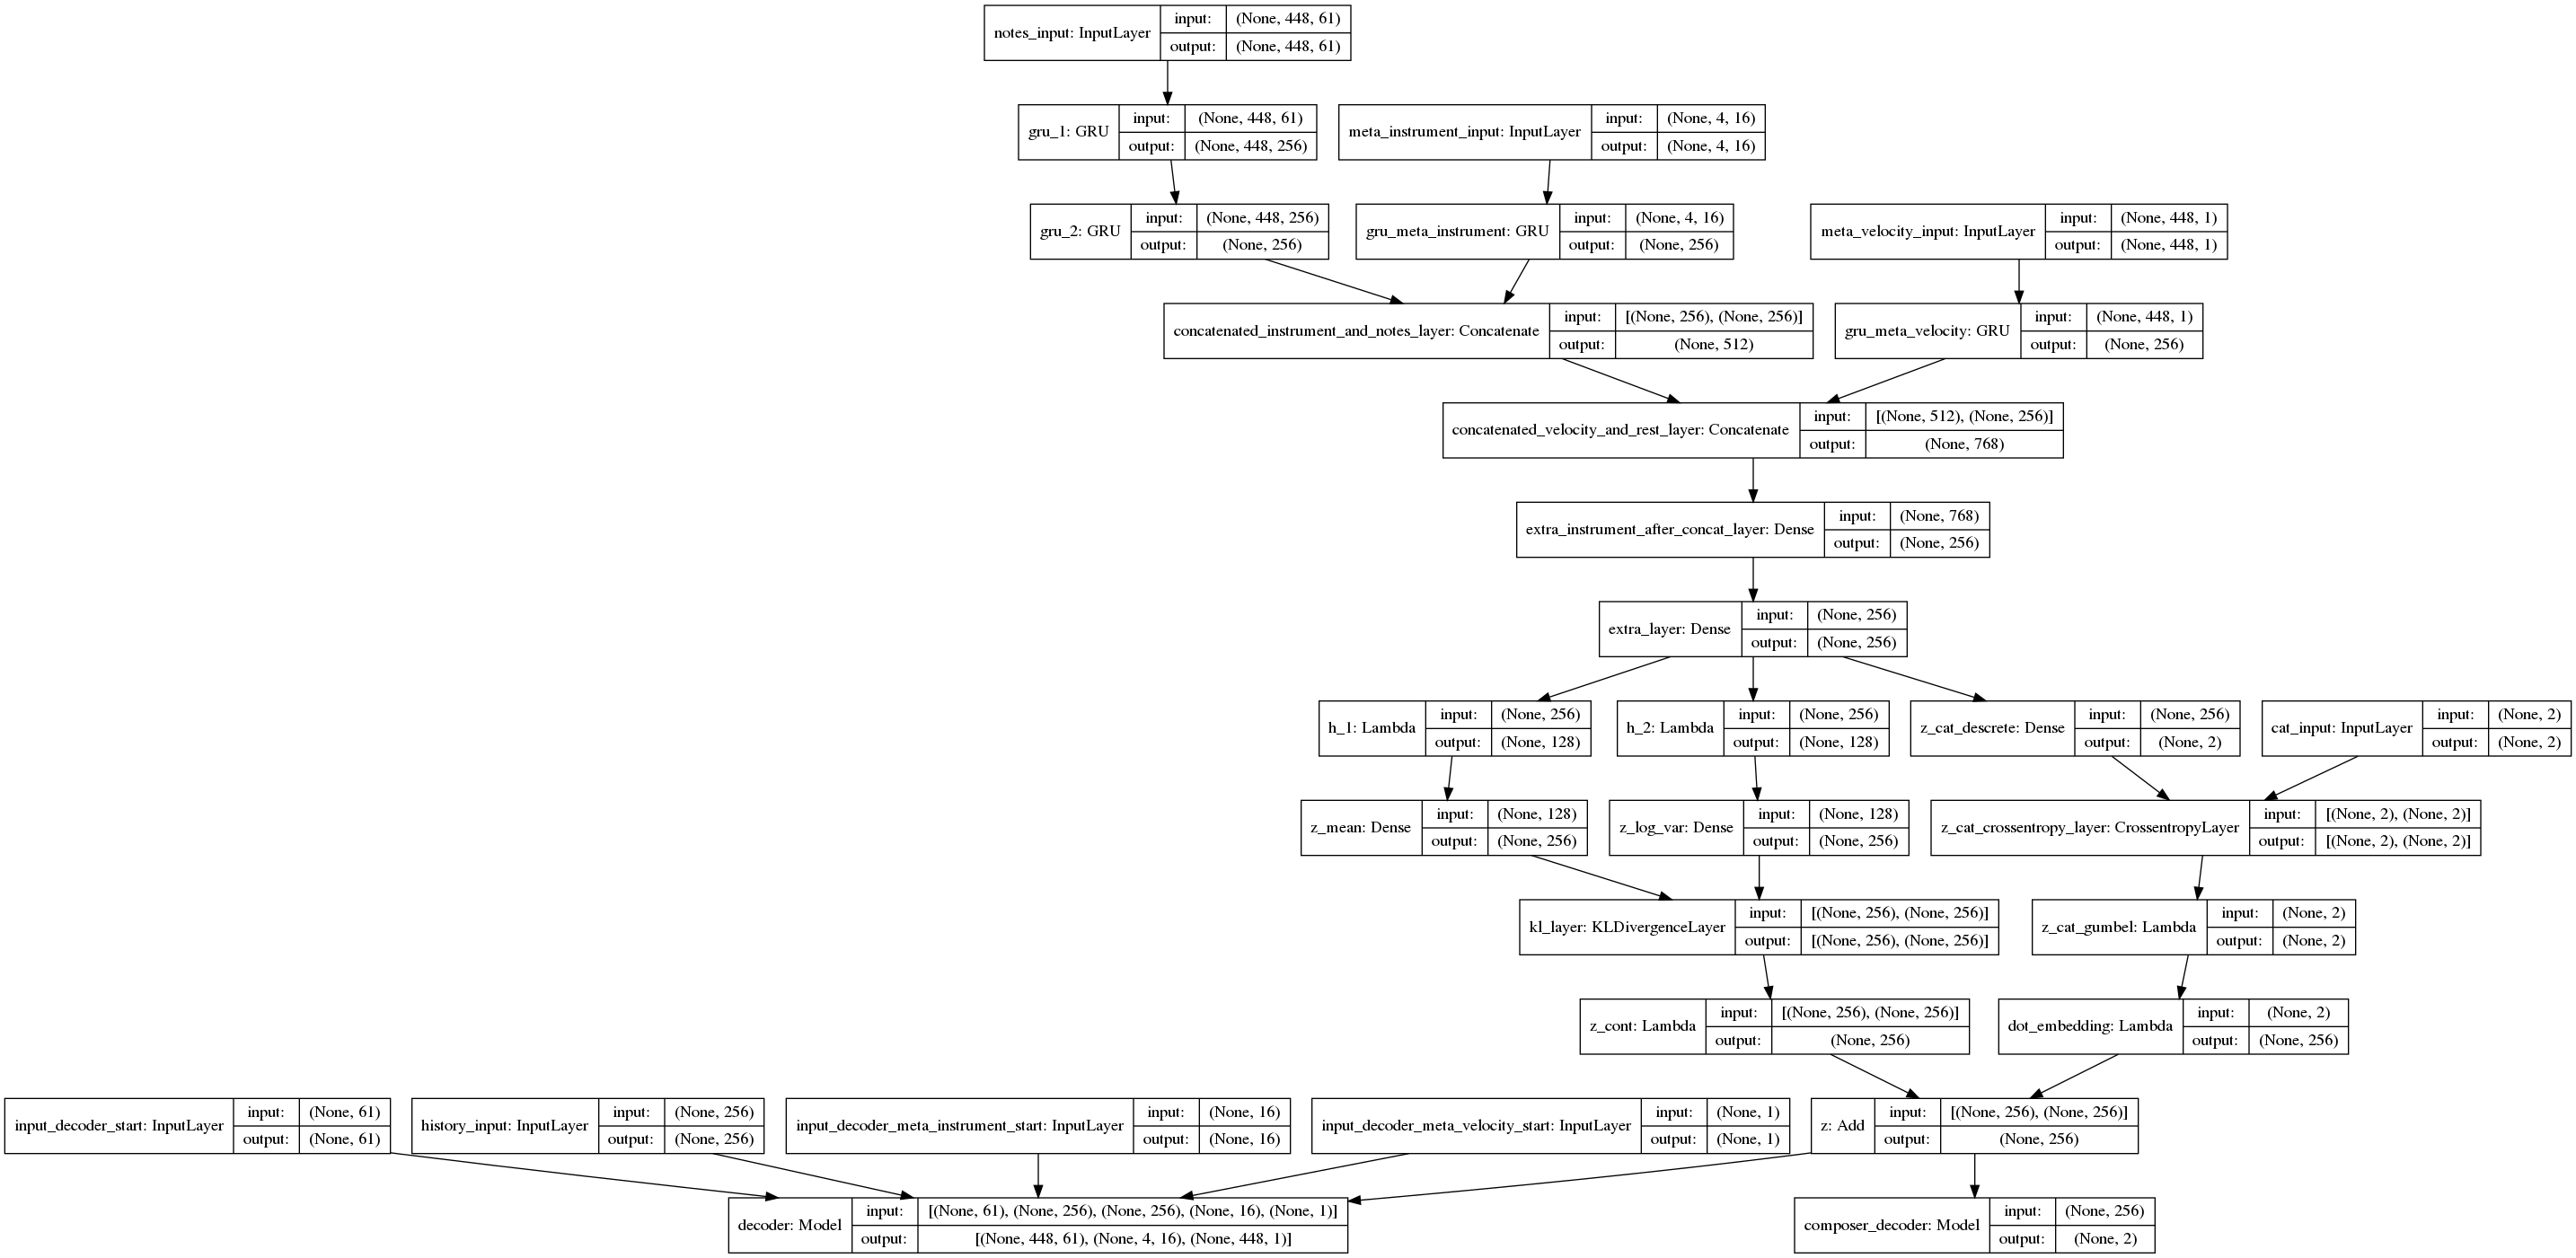 notes_input: InputLayer
input: (None, 448, 61)
output: (None, 448, 61)
gru_1: GRU
input: (None, 448, 61)
output: (None, 448, 256)
meta_instrument_input: InputLayer
input: (None, 4, 16)
output: (None, 4, 16)
gru_2: GRU
input: (None, 448, 256)
output: (None, 256)
gru_meta_instrument: GRU
input: (None, 4, 16)
output: (None, 256)
meta_velocity_input: InputLayer
input: (None, 448, 1)
output: (None, 448, 1)
concatenated_instrument_and_notes_layer: Concatenate
input: [(None, 256), (None, 256)]
output: (None, 512)
gru_meta_velocity: GRU
input: (None, 448, 1)
output: (None, 256)
concatenated_velocity_and_rest_layer: Concatenate
input: [(None, 512), (None, 256)]
output: (None, 768)
extra_instrument_after_concat_layer: Dense
input: (None, 768)
output: (None, 256)
extra_layer: Dense
input: (None, 256)
output: (None, 256)
h_1: Lambda
input: (None, 256)
output: (None, 128)
h_2: Lambda
input: (None, 256)
output: (None, 128)
z_cat_descrete: Dense
input: (None, 256)
output: (None, 2)
cat_input: InputLayer
input: (None, 2)
output: (None, 2)
z_mean: Dense
input: (None, 128)
output: (None, 256)
z_log_var: Dense
input: (None, 128)
output: (None, 256)
z_cat_crossentropy_layer: CrossentropyLayer
input: [(None, 2), (None, 2)]
output: [(None, 2), (None, 2)]
kl_layer: KLDivergenceLayer
input: [(None, 256), (None, 256)]
output: [(None, 256), (None, 256)]
z_cat_gumbel: Lambda
input: (None, 2)
output: (None, 2)
z_cont: Lambda
input: [(None, 256), (None, 256)]
output: (None, 256)
dot_embedding: Lambda
input: (None, 2)
output: (None, 256)
input_decoder_start: InputLayer
input: (None, 61)
output: (None, 61)
history_input: InputLayer
input: (None, 256)
output: (None, 256)
input_decoder_meta_instrument_start: InputLayer
input: (None, 16)
output: (None, 16)
input_decoder_meta_velocity_start: InputLayer
input: (None, 1)
output: (None, 1)
z: Add
input: [(None, 256), (None, 256)]
output: (None, 256)
decoder: Model
input: [(None, 61), (None, 256), (None, 256), (None, 16), (None, 1)]
output: [(None, 448, 61), (None, 4, 16), (None, 448, 1)]
composer_decoder: Model
input: (None, 256)
output: (None, 2)